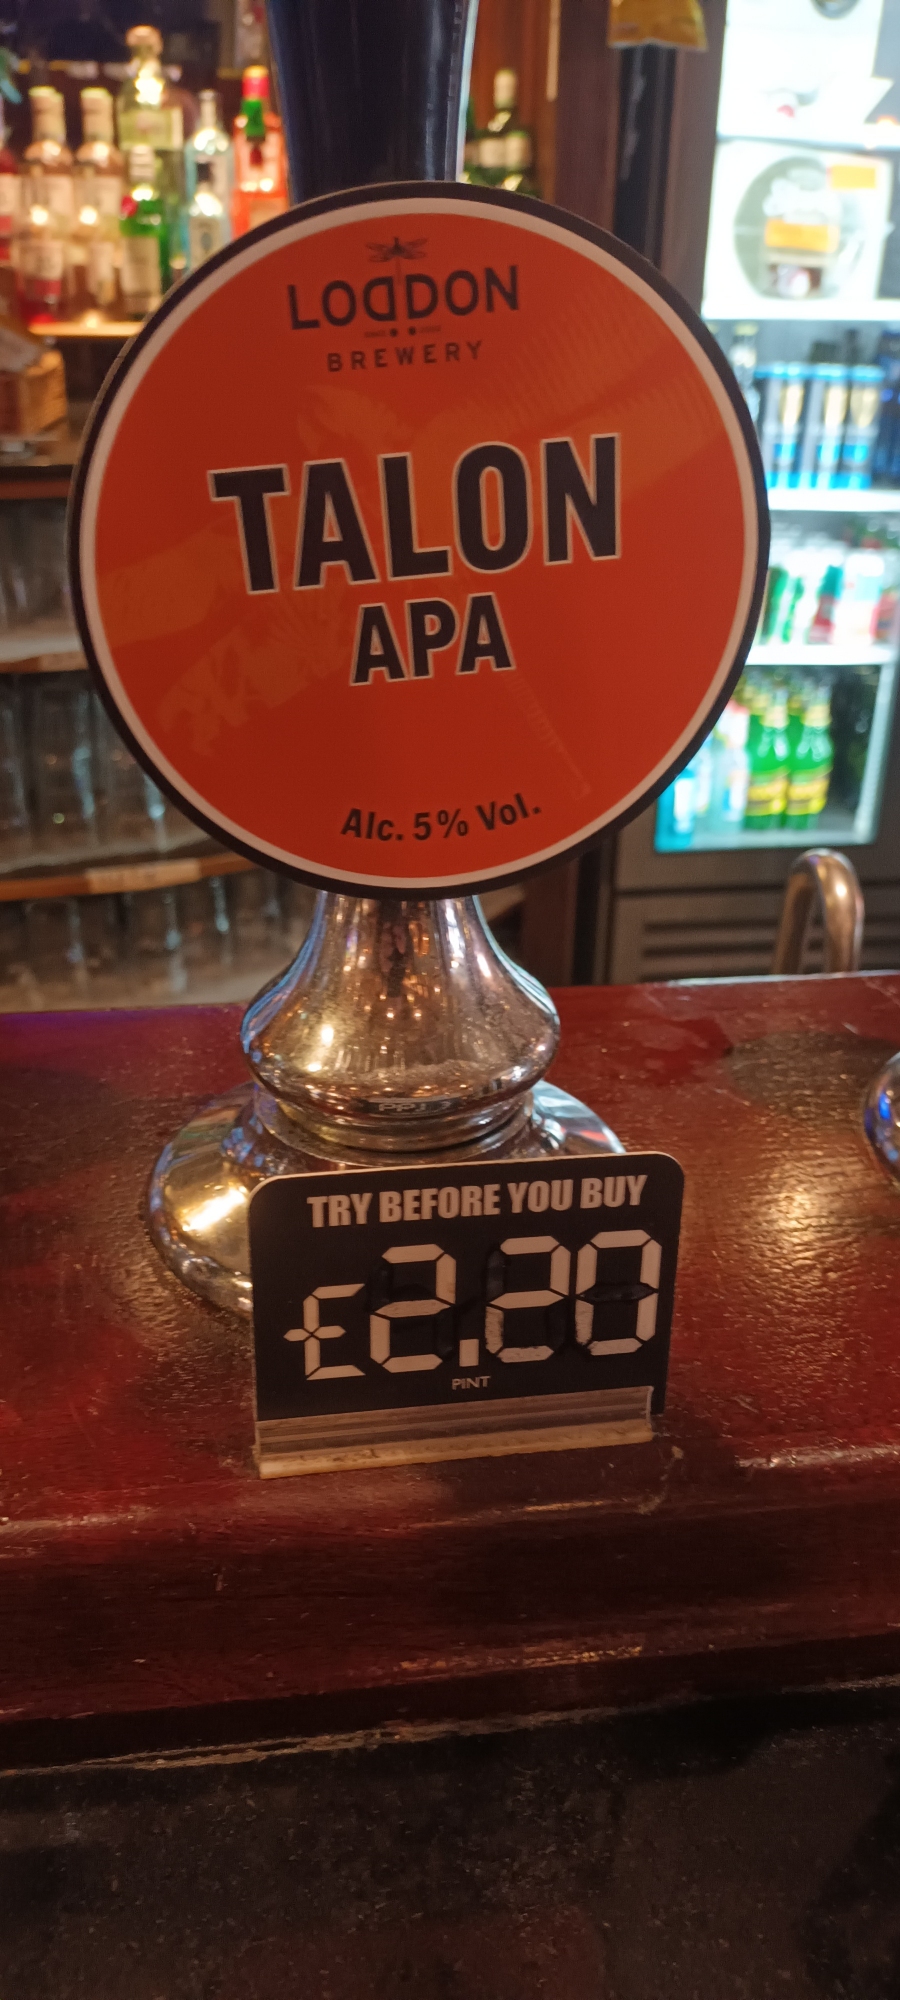 LODDON
BREWERY
TALON
APA
Alc. 5% Vol.
TRY BEFORE YOU BUY
£2.20
PINT